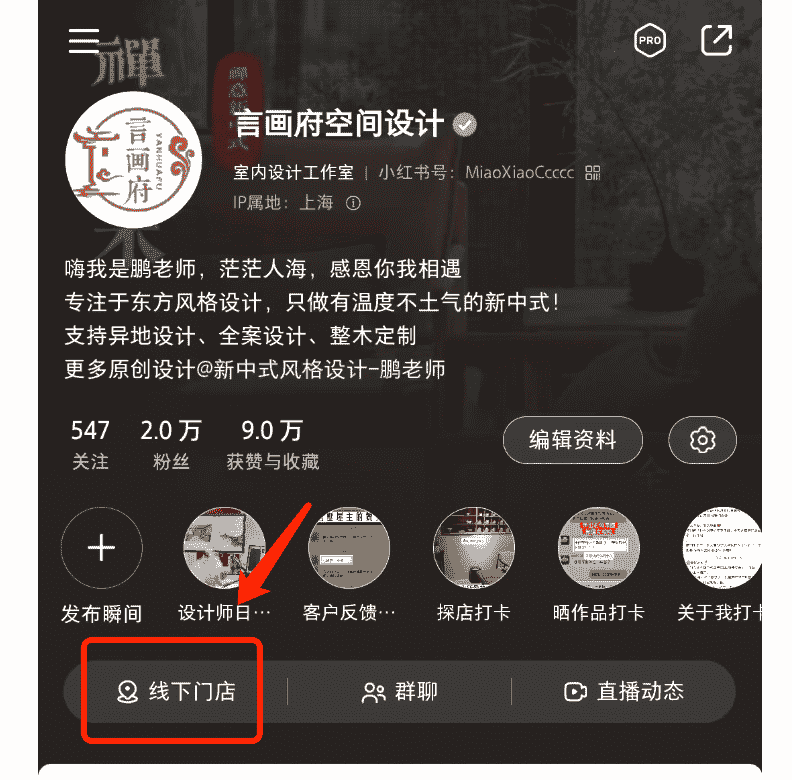 禪
PRO
言画府
YANHUAFU
言画府空间设计
室内设计工作室 | 小红书号：MiaoXiaoCcccc
IP属地：上海
嗨我是鹏老师，茫茫人海，感恩你我相遇
专注于东方风格设计，只做有温度不土气的新中式！
支持异地设计、全案设计、整木定制
更多原创设计@新中式风格设计-鹏老师
547 2.0 万 9.0 万
关注 粉丝 获赞与收藏
编辑资料
发布瞬间 设计师日… 客户反馈… 探店打卡 晒作品打卡 关于我打卡
线下门店 群聊 直播动态